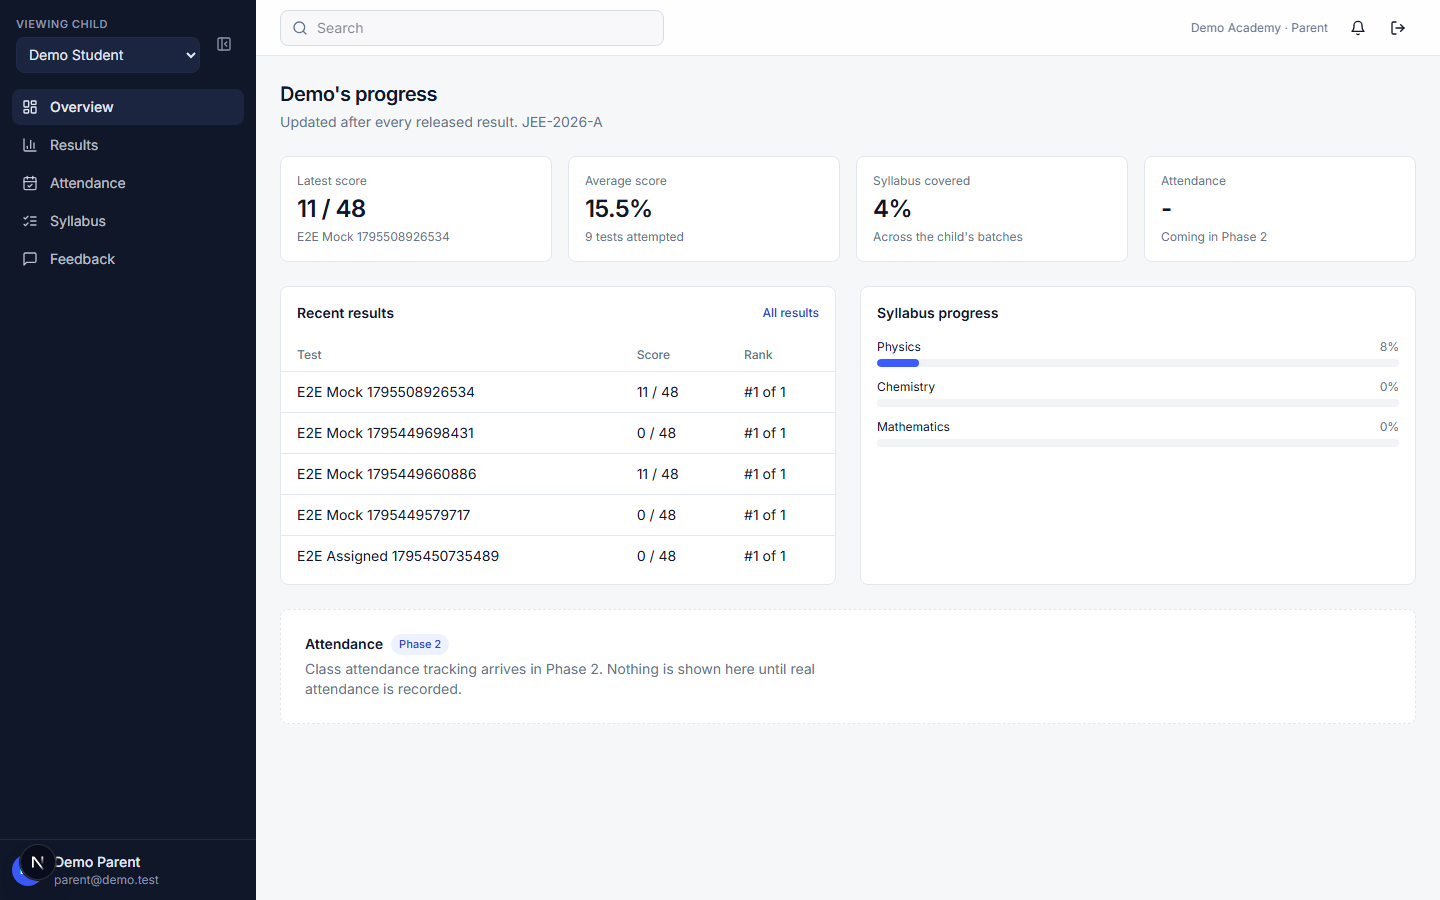 VIEWING CHILD
Demo Student
Overview
Results
Attendance
Syllabus
Feedback
N
Demo Parent
parent@demo.test
Search
Demo Academy · Parent
Demo's progress
Updated after every released result. JEE-2026-A
Latest score
11 / 48
E2E Mock 1795508926534
Average score
15.5%
9 tests attempted
Syllabus covered
4%
Across the child's batches
Attendance
-
Coming in Phase 2
Recent results
All results
Test Score Rank
E2E Mock 1795508926534 11 / 48 #1 of 1
E2E Mock 1795449698431 0 / 48 #1 of 1
E2E Mock 1795449660886 11 / 48 #1 of 1
E2E Mock 1795449579717 0 / 48 #1 of 1
E2E Assigned 1795450735489 0 / 48 #1 of 1
Syllabus progress
Physics 8%
Chemistry 0%
Mathematics 0%
Attendance Phase 2
Class attendance tracking arrives in Phase 2. Nothing is shown here until real
attendance is recorded.